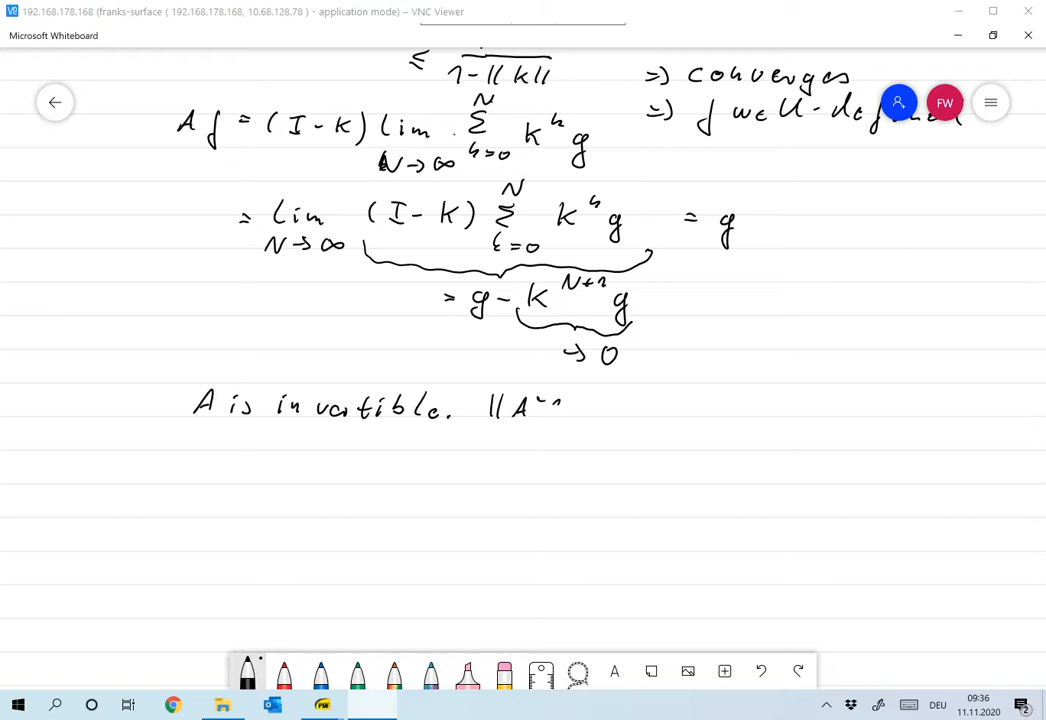 192.168.178.168 (franks-surface ( 192.168.178.168, 10.68.128.78 ) - application mode) – VNC Viewer
Microsoft Whiteboard
≤ 1 / 1-||K|| => converges
=> f well-defined
FW
Af = (I-K) lim_{N→∞} Σ_{k=0}^{N} K^k g
= lim_{N→∞} (I-K) Σ_{k=0}^{N} K^k g = g
= g - K^{N+1} g
→ 0
A is invertible. ||A^{-1}
A
DEU
09:36
11.11.2020
2